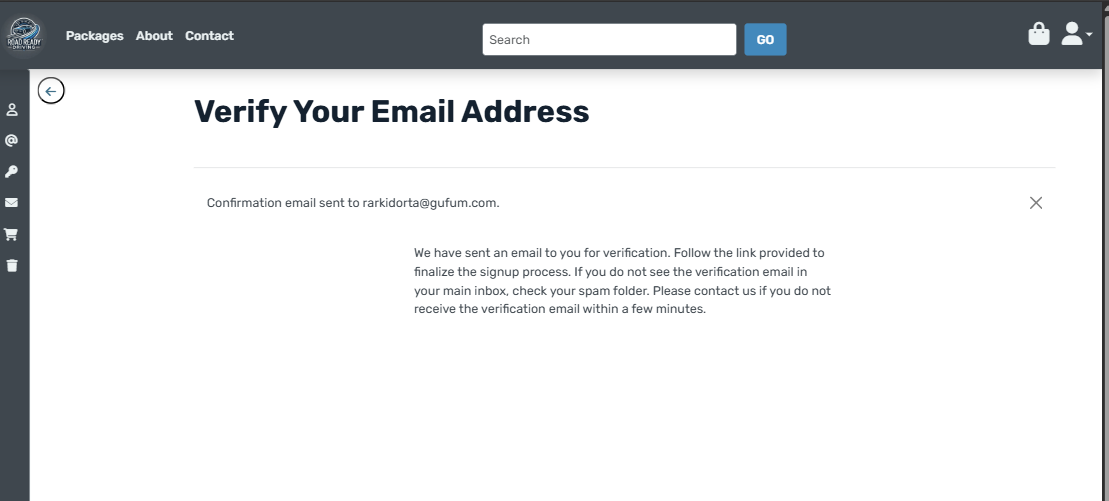 ROAD READY
DRIVING
Packages About Contact
Search
GO
Verify Your Email Address
Confirmation email sent to rarkidorta@gufum.com.
We have sent an email to you for verification. Follow the link provided to
finalize the signup process. If you do not see the verification email in
your main inbox, check your spam folder. Please contact us if you do not
receive the verification email within a few minutes.